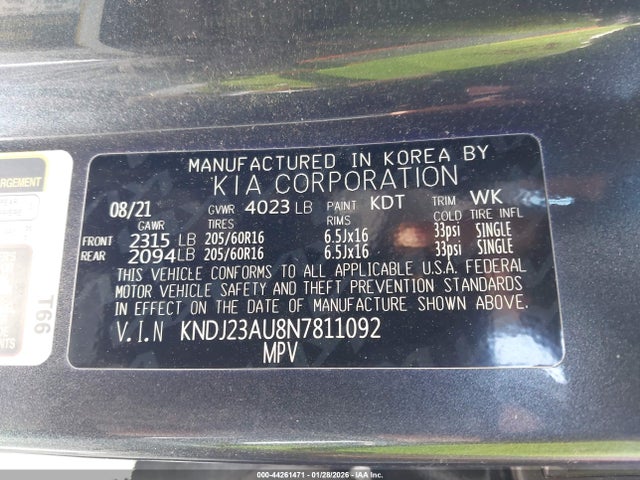 MANUFACTURED IN KOREA BY
KIA CORPORATION
08/21 GVWR 4023 LB PAINT KDT TRIM WK
GAWR TIRES RIMS COLD TIRE INFL
FRONT 2315 LB 205/60R16 6.5Jx16 33psi SINGLE
REAR 2094 LB 205/60R16 6.5Jx16 33psi SINGLE
THIS VEHICLE CONFORMS TO ALL APPLICABLE U.S.A. FEDERAL
MOTOR VEHICLE SAFETY AND THEFT PREVENTION STANDARDS
IN EFFECT ON THE DATE OF MANUFACTURE SHOWN ABOVE.
V.I.N KNDJ23AU8N7811092
MPV
T66
000-44261471 | 01/28/2026 | IAA Inc.